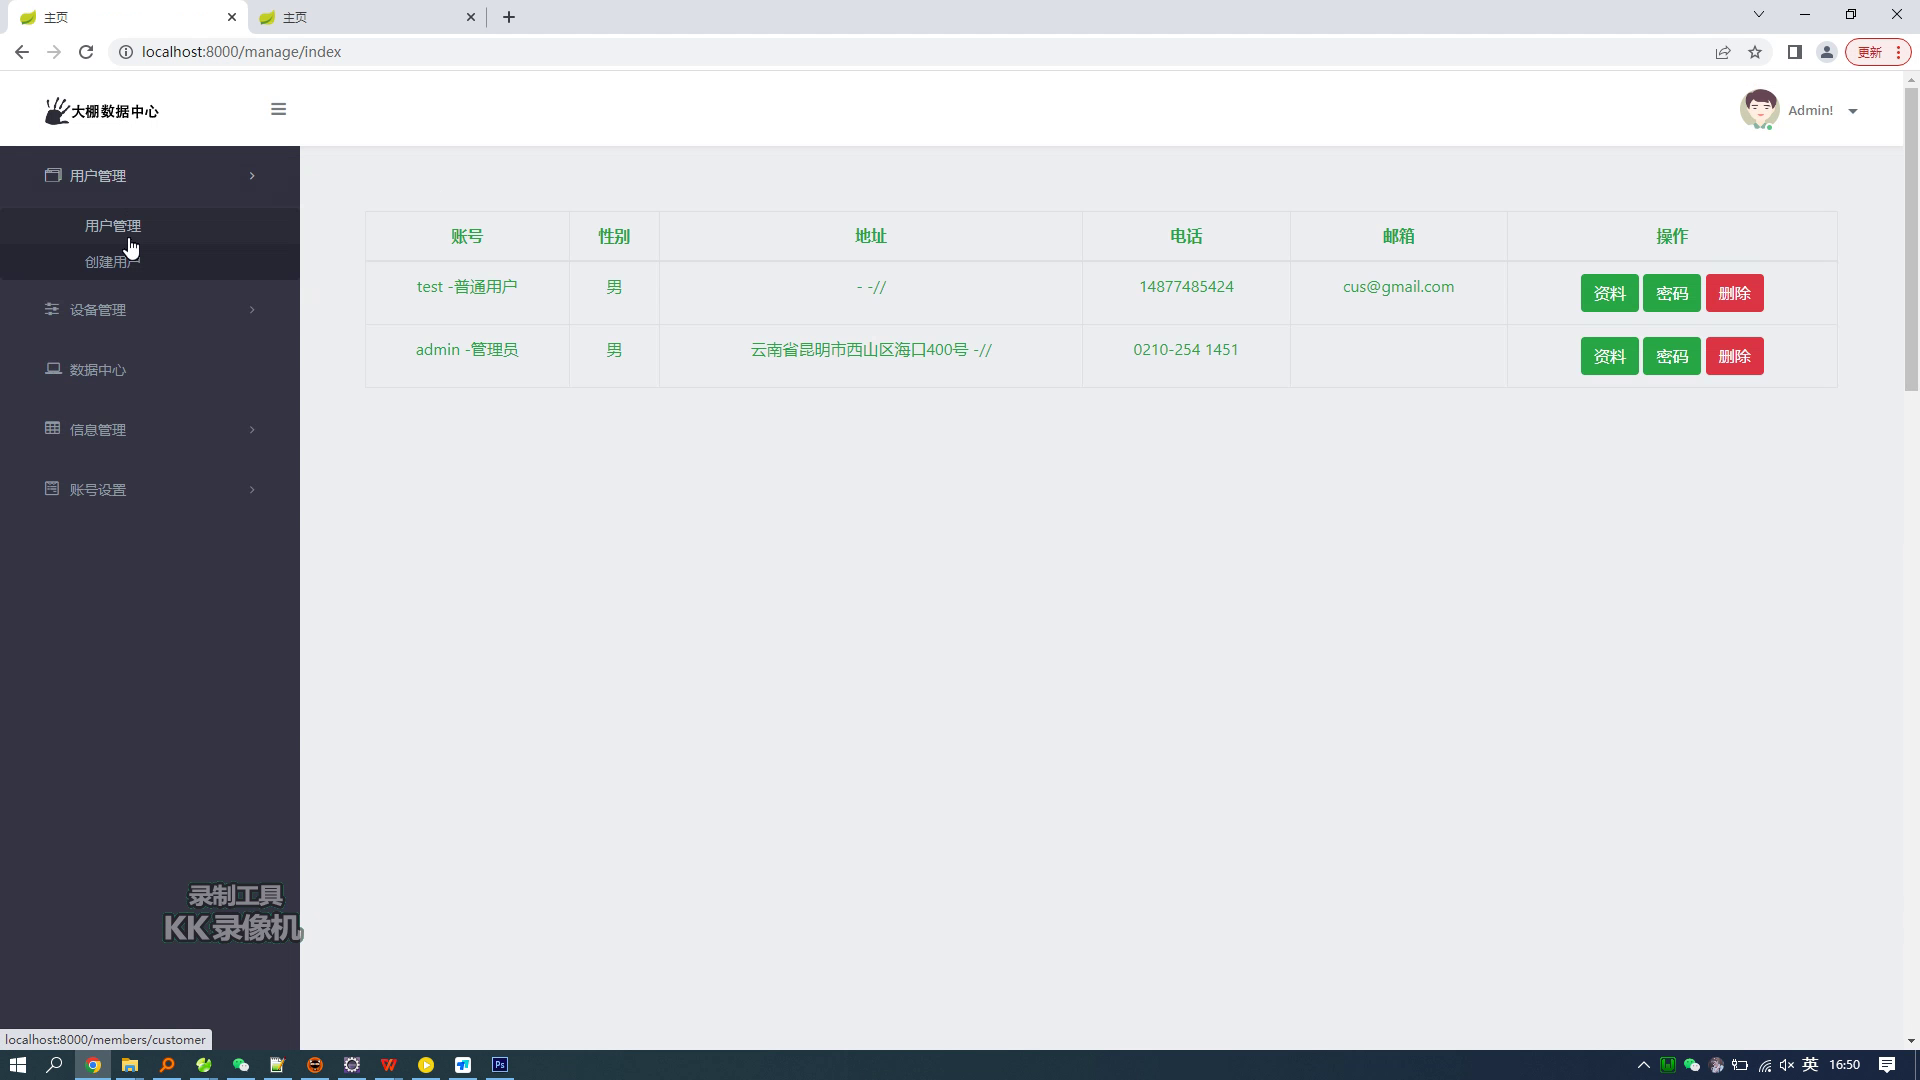 主页
主页
localhost:8000/manage/index
更新
大棚数据中心
Admin!
用户管理
用户管理
创建用户
设备管理
数据中心
信息管理
账号设置
账号 性别 地址 电话 邮箱 操作
test -普通用户 男 - -// 14877485424 cus@gmail.com 资料 密码 删除
admin -管理员 男 云南省昆明市西山区海口400号 -// 0210-254 1451 资料 密码 删除
录制工具
KK录像机
localhost:8000/members/customer
Ps
英 16:50